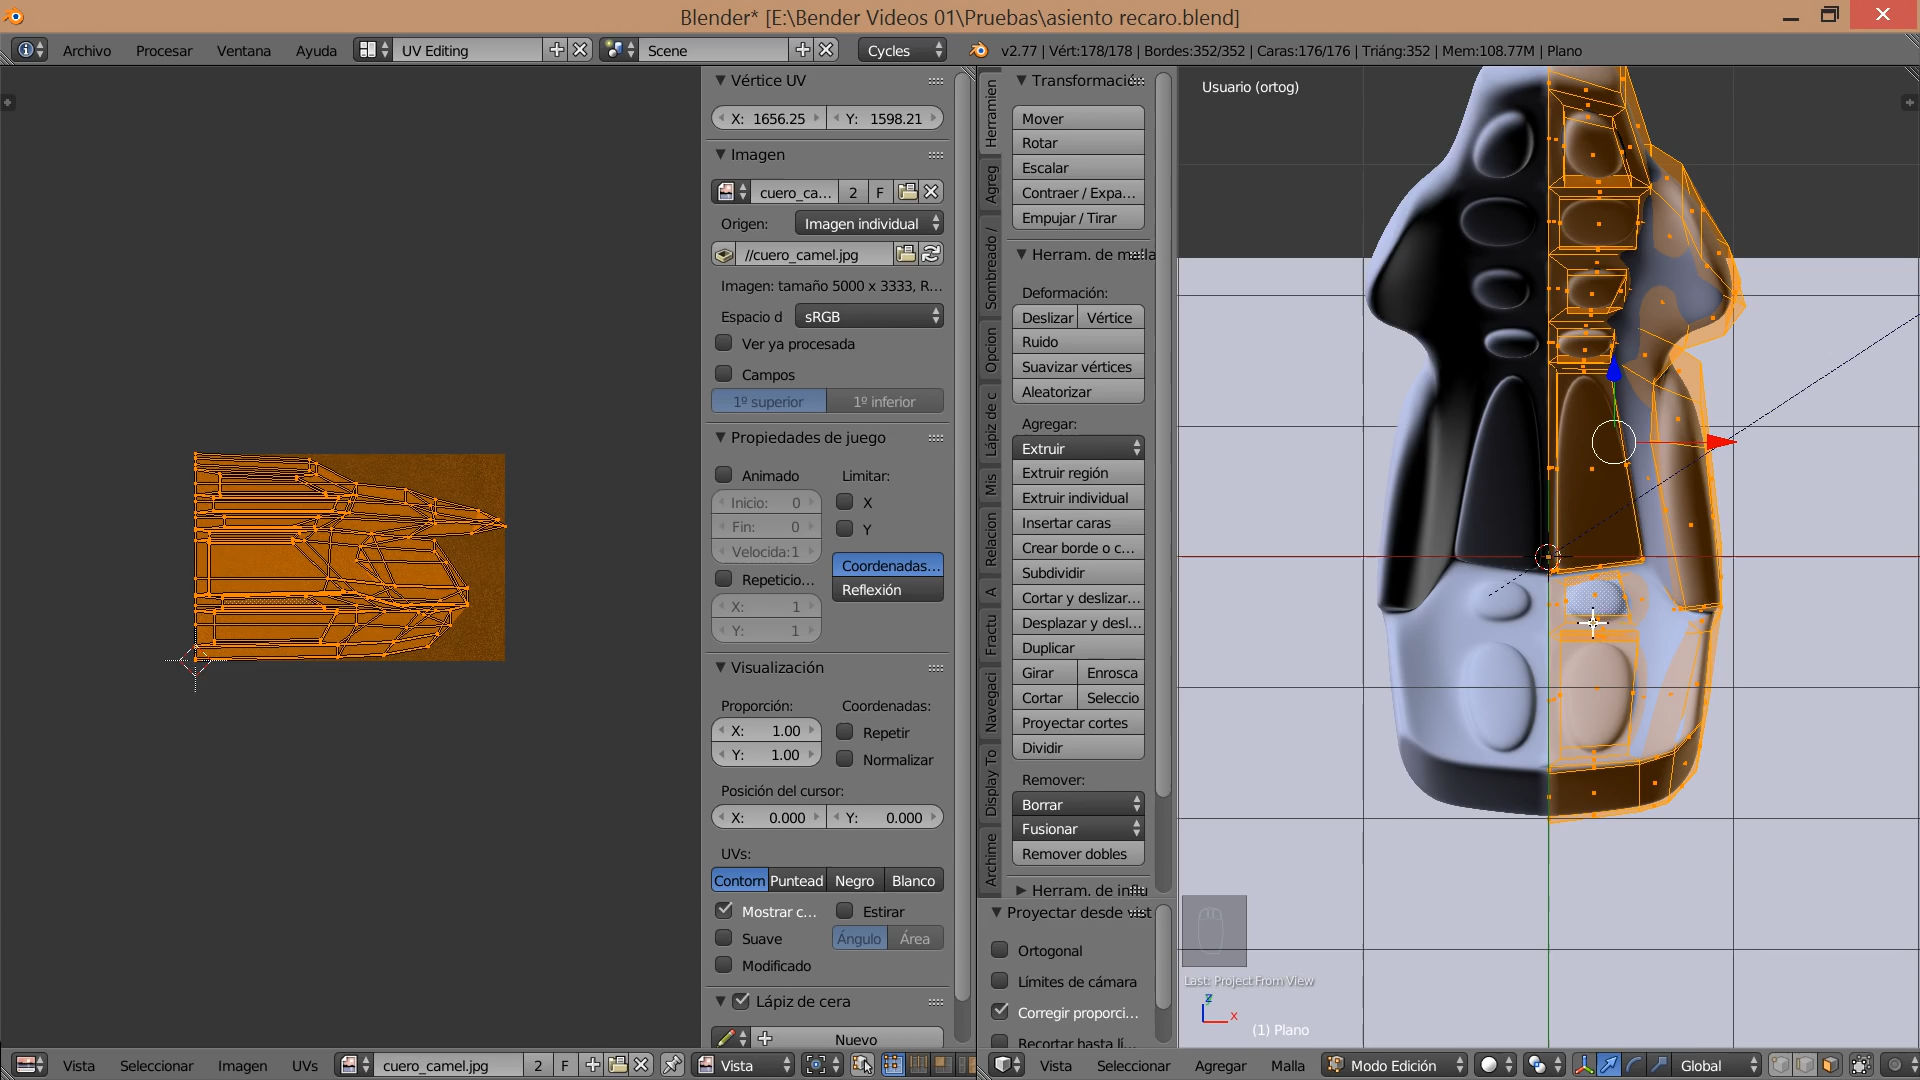 Blender* [E:\Bender Videos 01\Pruebas\asiento recaro.blend]
Archivo Procesar Ventana Ayuda UV Editing Scene Cycles v2.77 | Vért:178/178 | Bordes:352/352 | Caras:176/176 | Triáng:352 | Mem:108.77M | Plano
Vértice UV
X: 1656.25 Y: 1598.21
Imagen
cuero_ca... 2 F
Origen: Imagen individual
//cuero_camel.jpg
Imagen: tamaño 5000 x 3333, R...
Espacio d sRGB
Ver ya procesada
Campos
1º superior 1º inferior
Propiedades de juego
Animado Limitar:
Inicio: 0 X
Fin: 0 Y
Velocida:1 Coordenadas...
Repeticio... Reflexión
X: 1
Y: 1
Visualización
Proporción: Coordenadas:
X: 1.00 Repetir
Y: 1.00 Normalizar
Posición del cursor:
X: 0.000 Y: 0.000
UVs:
Contorn Puntead Negro Blanco
Mostrar c... Estirar
Suave Ángulo Área
Modificado
Lápiz de cera
Nuevo
Herramien
Agreg
Sombreado /
Opcion
Lápiz de c
Mis
Relacion
A
Fractu
Navegaci
Display To
Archime
Transformació
Mover
Rotar
Escalar
Contraer / Expa...
Empujar / Tirar
Herram. de malla
Deformación:
Deslizar Vértice
Ruido
Suavizar vértices
Aleatorizar
Agregar:
Extruir
Extruir región
Extruir individual
Insertar caras
Crear borde o c...
Subdividir
Cortar y deslizar...
Desplazar y desl...
Duplicar
Girar Enrosca
Cortar Seleccio
Proyectar cortes
Dividir
Remover:
Borrar
Fusionar
Remover dobles
Herram. de influ
Proyectar desde vist
Ortogonal
Límites de cámara
Corregir proporci...
Recortar hasta lí...
Usuario (ortog)
Last: Project From View
z
x
(1) Plano
Vista Seleccionar Imagen UVs cuero_camel.jpg 2 F Vista
Vista Seleccionar Agregar Malla Modo Edición Global